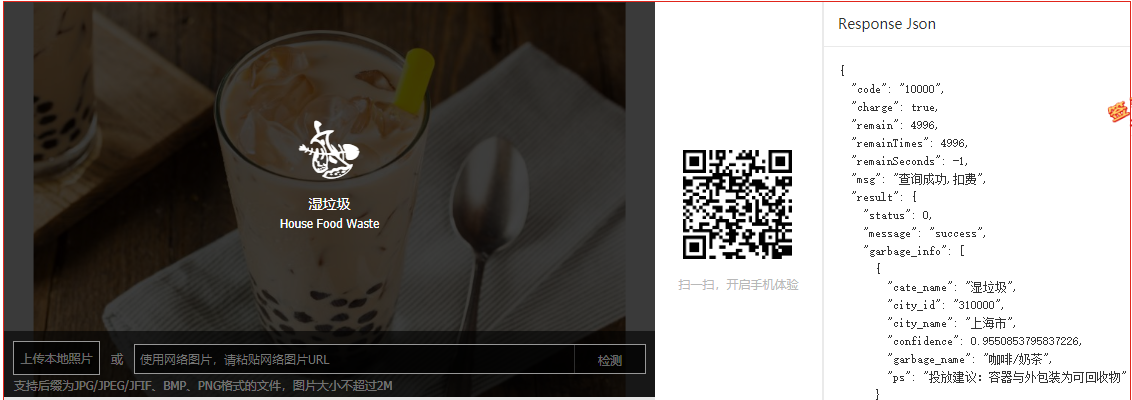 湿垃圾
House Food Waste
上传本地照片 或 使用网络图片，请粘贴网络图片URL 检测
支持后缀为JPG/JPEG/JFIF、BMP、PNG格式的文件，图片大小不超过2M
扫一扫，开启手机体验
Response Json
{
"code": "10000",
"charge": true,
"remain": 4996,
"remainTimes": 4996,
"remainSeconds": -1,
"msg": "查询成功,扣费",
"result": {
"status": 0,
"message": "success",
"garbage_info": [
{
"cate_name": "湿垃圾",
"city_id": "310000",
"city_name": "上海市",
"confidence": 0.9550853795837226,
"garbage_name": "咖啡/奶茶",
"ps": "投放建议：容器与外包装为可回收物"
}
签